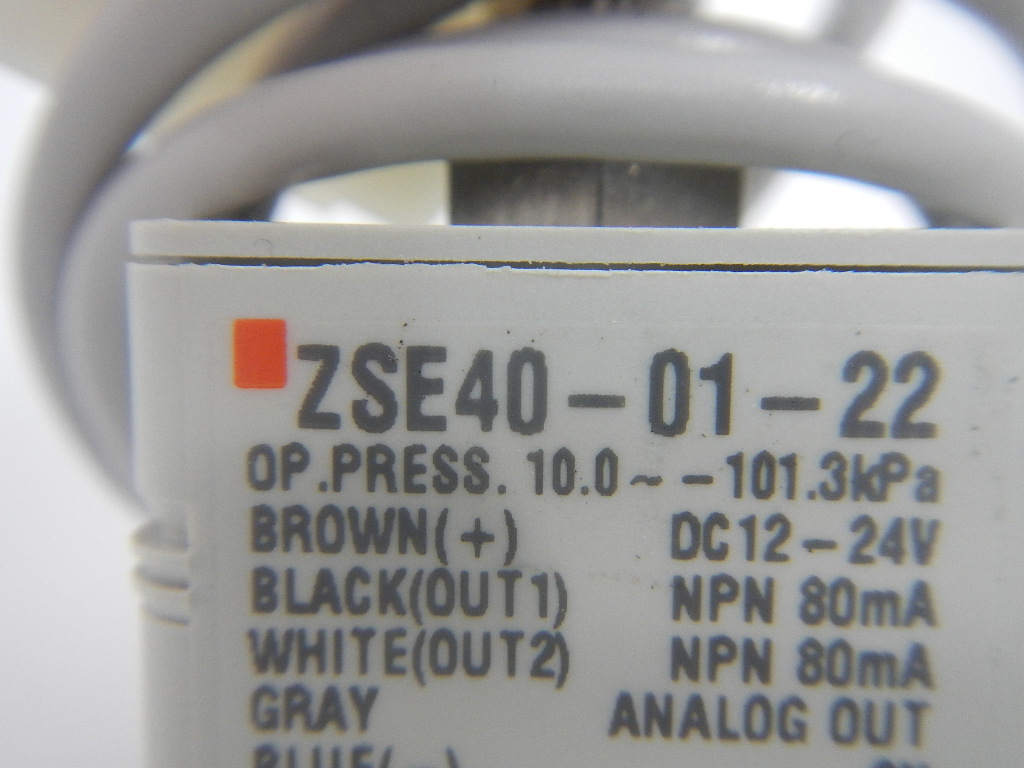 ZSE40-01-22
OP.PRESS. 10.0~-101.3kPa
BROWN(+) DC12-24V
BLACK(OUT1) NPN 80mA
WHITE(OUT2) NPN 80mA
GRAY ANALOG OUT
BLUE(-)